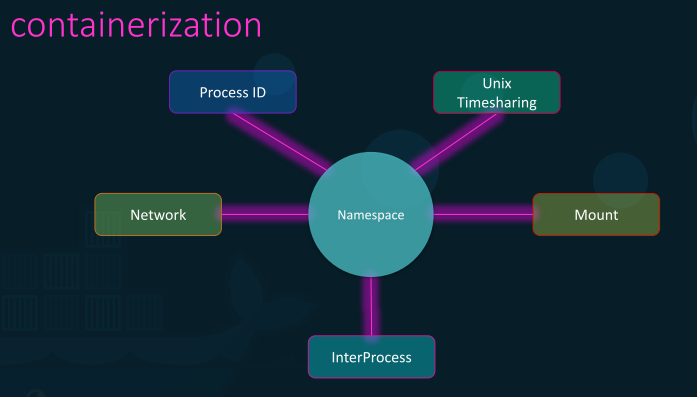 containerization
Process ID
Unix
Timesharing
Network
Namespace
Mount
InterProcess